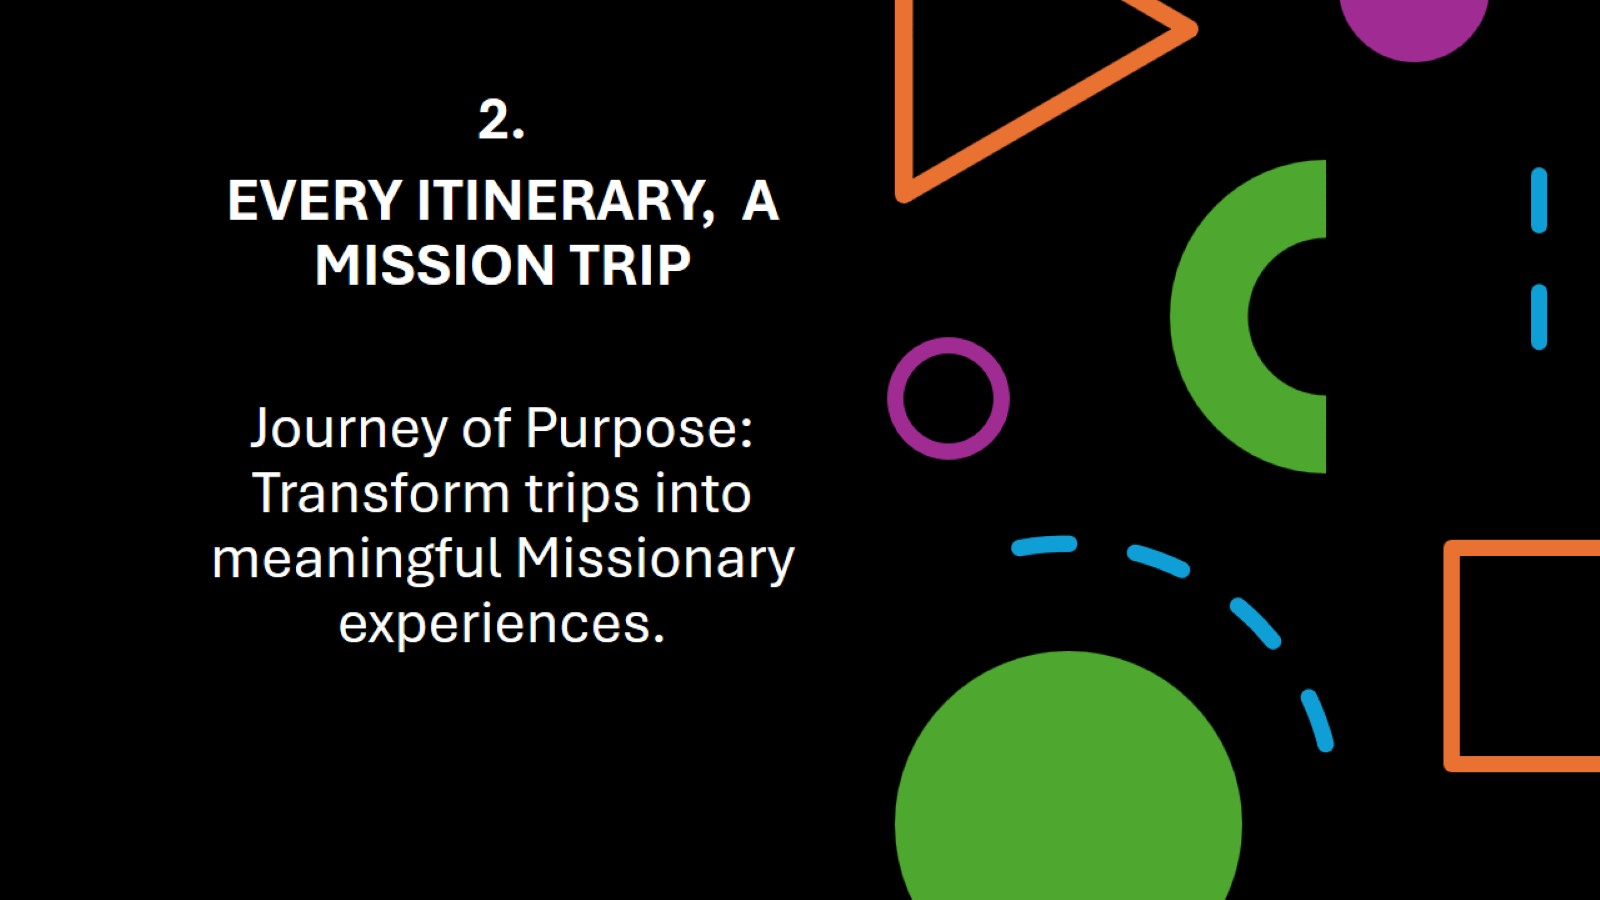 2.
EVERY ITINERARY,  A
MISSION TRIP
Journey of Purpose:
Transform trips into
meaningful Missionary
experiences.